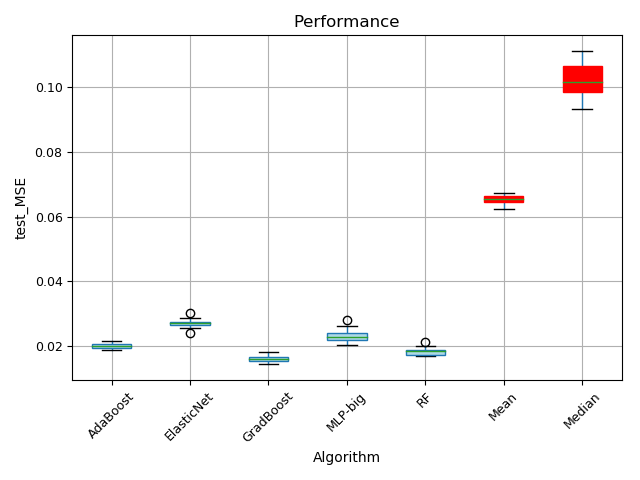 Performance
test_MSE
0.10
0.08
0.06
0.04
0.02
AdaBoost
ElasticNet
GradBoost
MLP-big
RF
Mean
Median
Algorithm